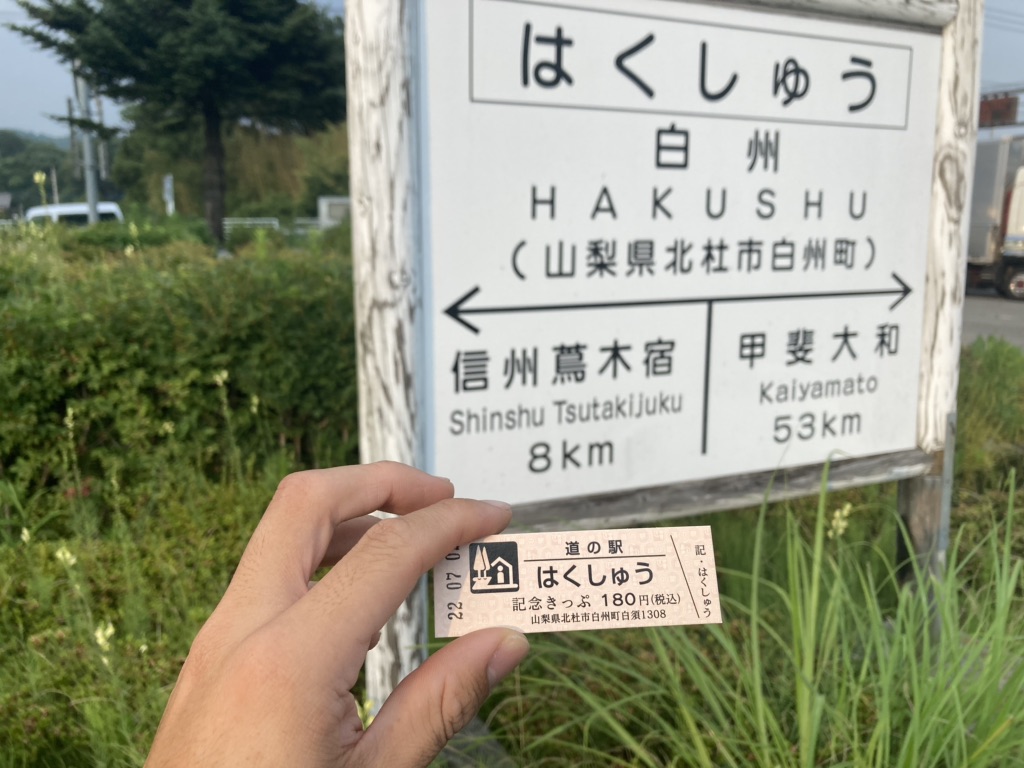 はくしゅう
白州
HAKUSHU
(山梨県北杜市白州町)
信州蔦木宿
Shinshu Tsutakijuku
8km
甲斐大和
Kaiyamato
53km
22 07 0
道の駅
はくしゅう
記念きっぷ 180円(税込)
山梨県北杜市白州町白須1308
記・はくしゅう